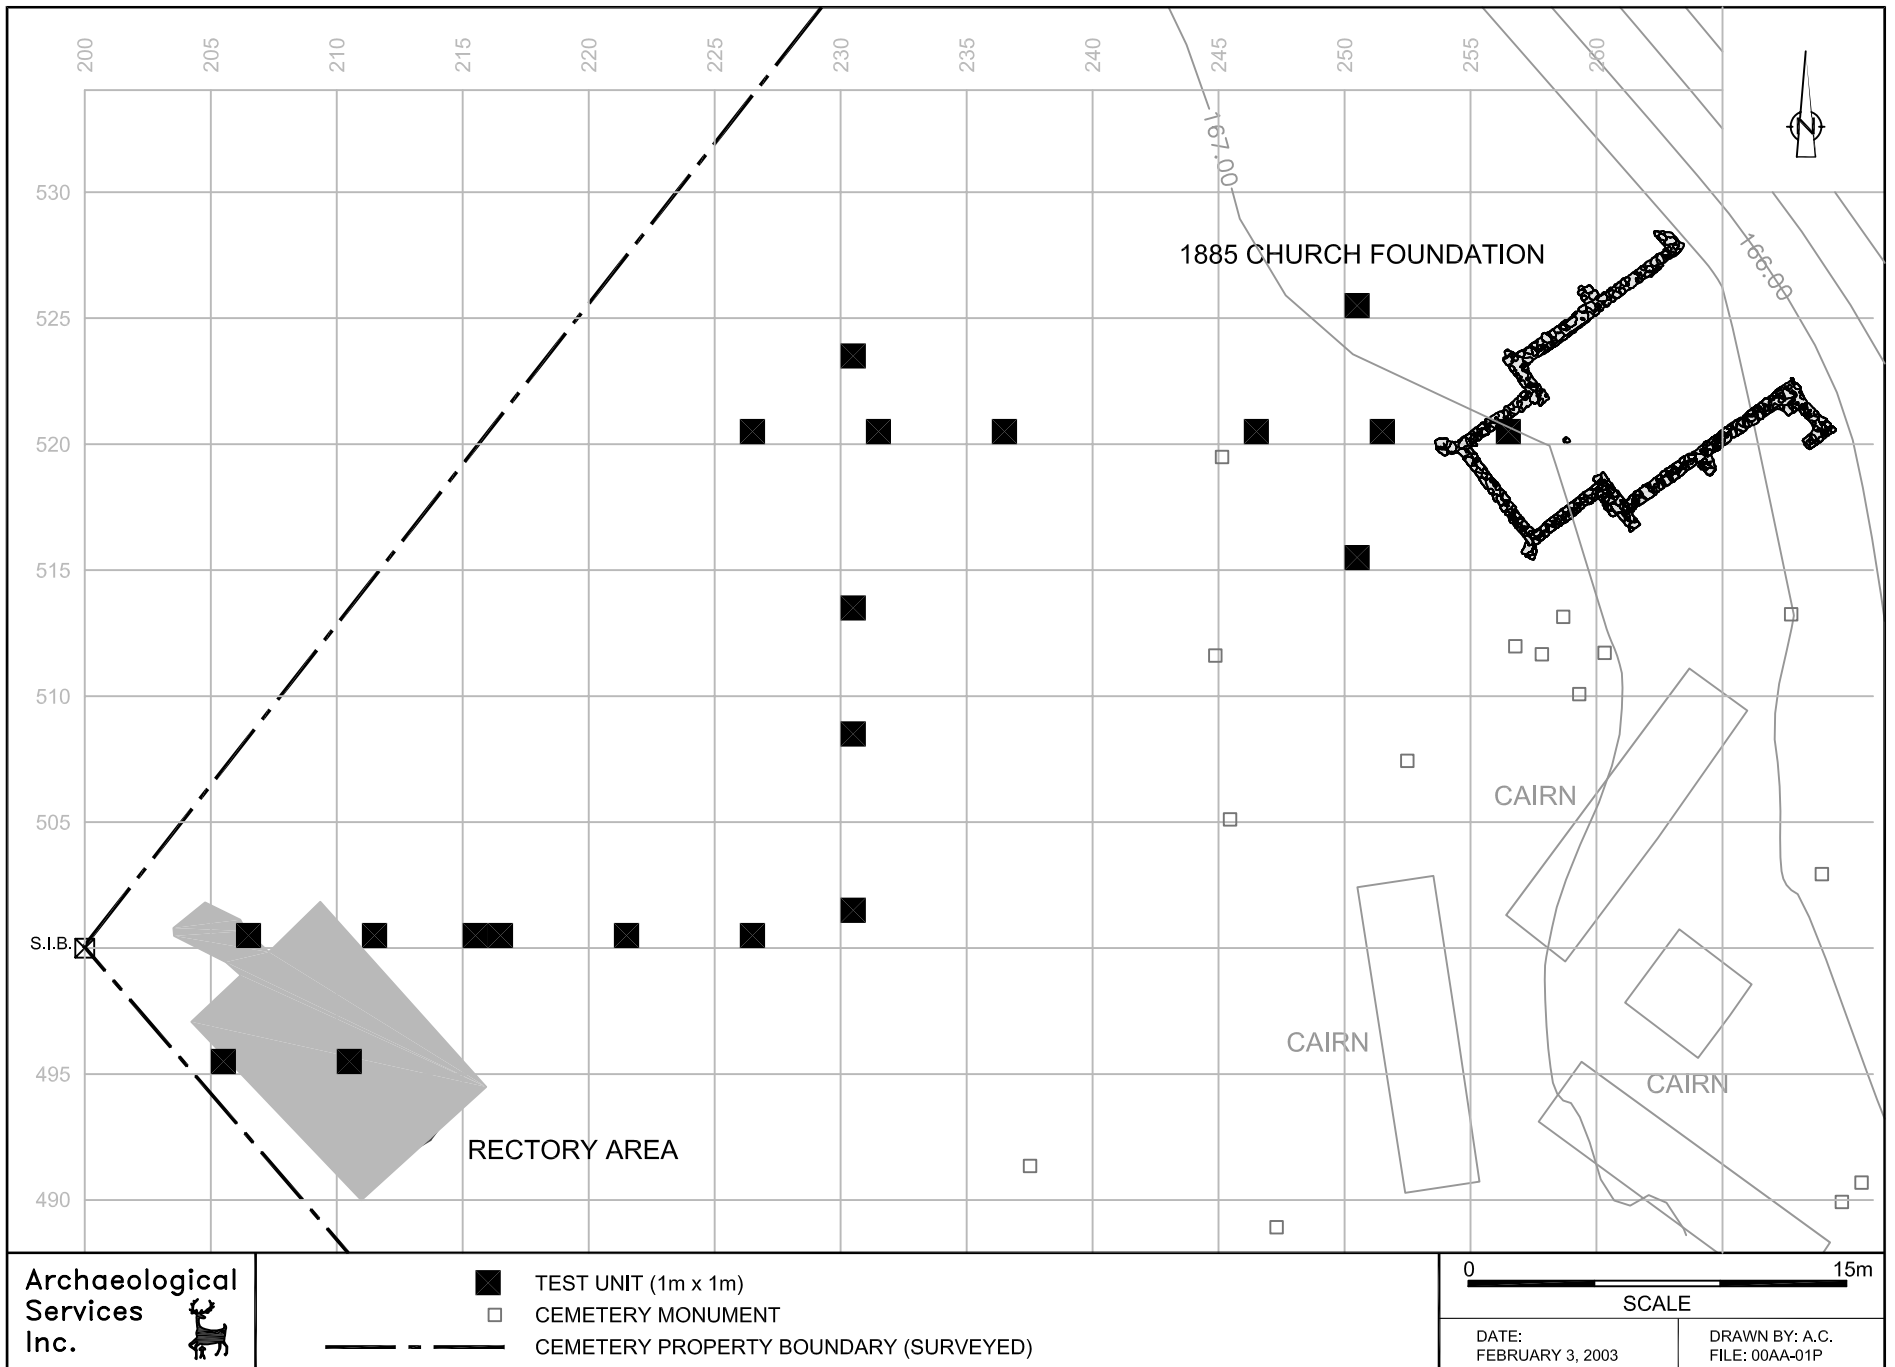 200 205 210 215 220 225 230 235 240 245 250 255 260
167.00
530
1885 CHURCH FOUNDATION
166.00
525
520
515
510
CAIRN
505
S.I.B.
CAIRN
495
CAIRN
RECTORY AREA
490
Archaeological
Services
Inc.
TEST UNIT (1m x 1m)
CEMETERY MONUMENT
CEMETERY PROPERTY BOUNDARY (SURVEYED)
0 15m
SCALE
DATE:
FEBRUARY 3, 2003
DRAWN BY: A.C.
FILE: 00AA-01P
N